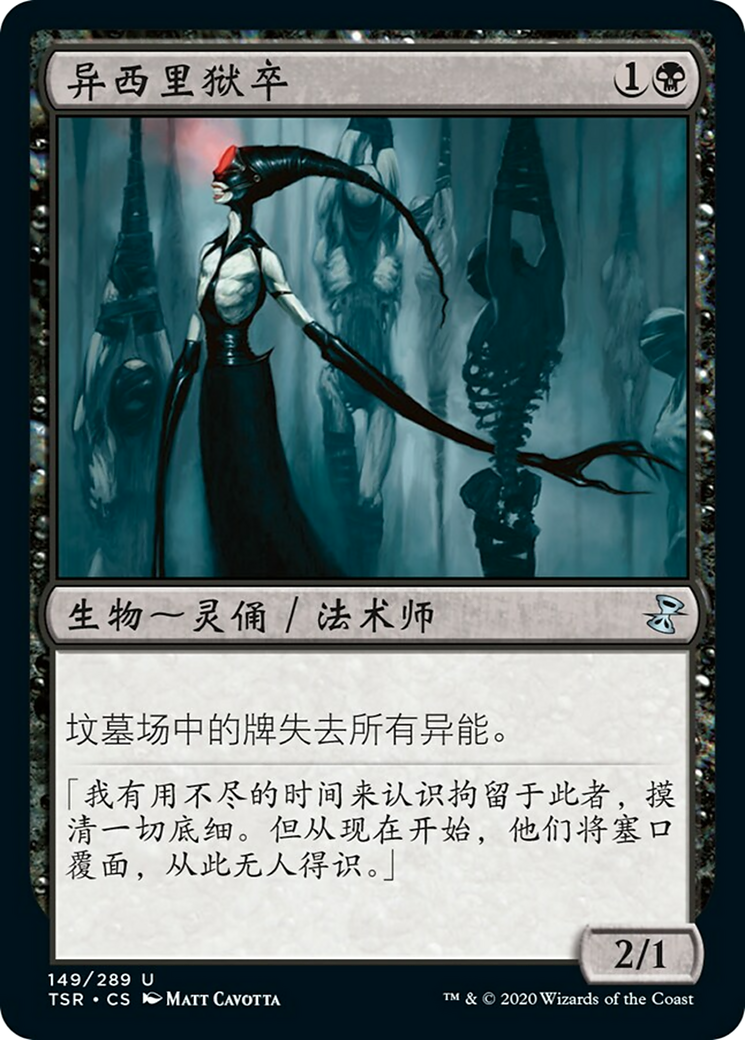 异西里狱卒 1
生物～灵俑／法术师
坟墓场中的牌失去所有异能。
「我有用不尽的时间来认识拘留于此者，摸
清一切底细。但从现在开始，他们将塞口
覆面，从此无人得识。」
2/1
149/289 U
TSR • CS MATT CAVOTTA
™ & © 2020 Wizards of the Coast